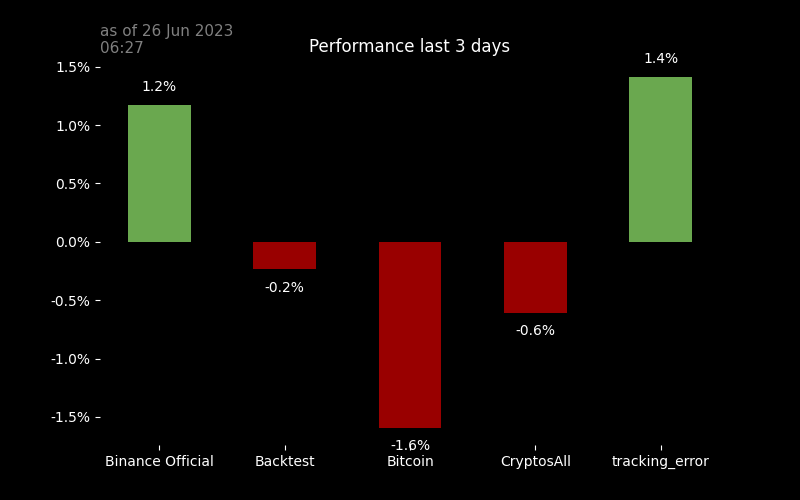 as of 26 Jun 2023
06:27
Performance last 3 days
1.5%
1.0%
0.5%
0.0%
-0.5%
-1.0%
-1.5%
1.2%
-0.2%
-1.6%
-0.6%
1.4%
Binance Official
Backtest
Bitcoin
CryptosAll
tracking_error